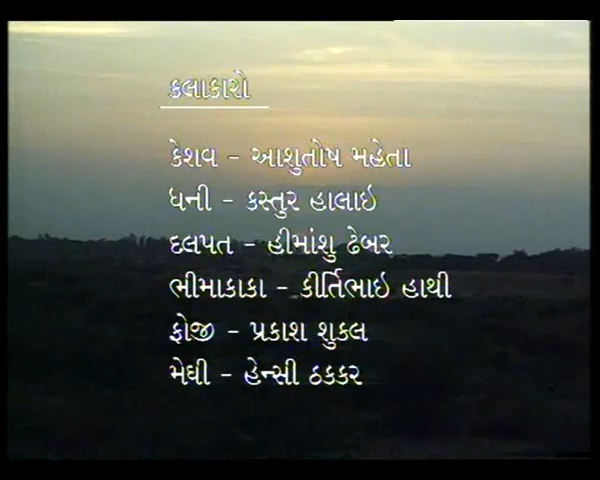 કલાકારો
કેશવ - આશુતોષ મહેતા
ધની - કસ્તુર હાલાઇ
દલપત - હીમાંશુ ઢેબર
ભીમાકાકા - કીર્તિભાઇ હાથી
ફોજી - પ્રકાશ શુકલ
મેઘી - હેન્સી ઠકકર